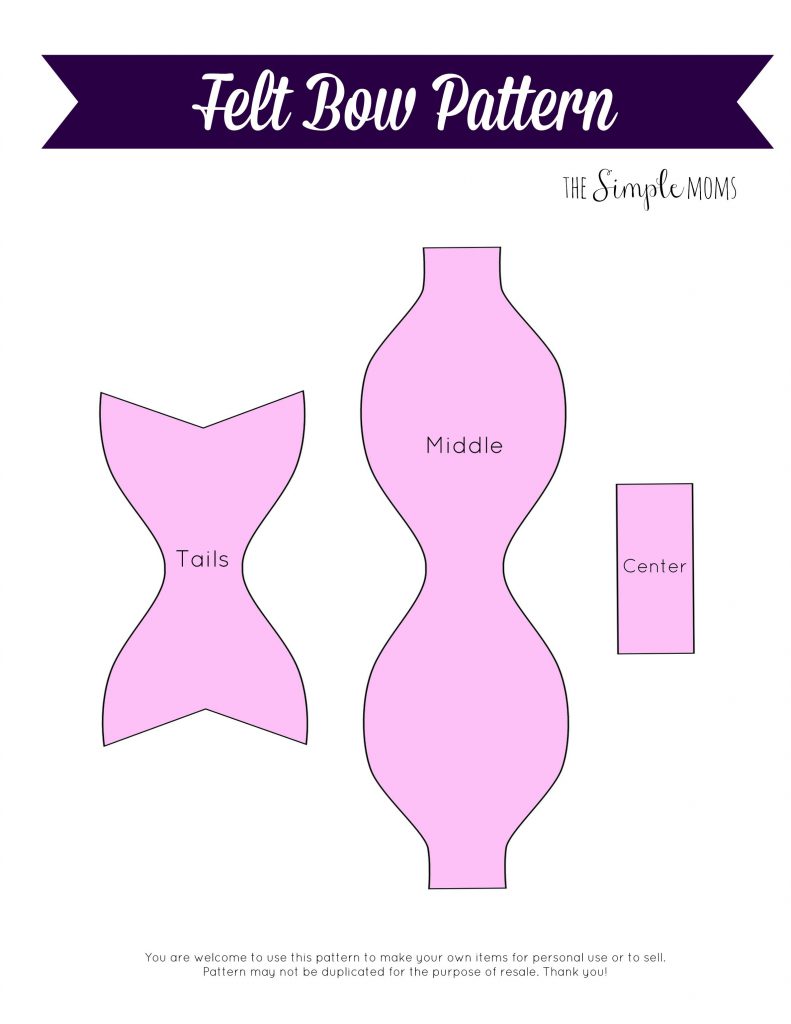 Felt Bow Pattern
THE Simple MOMS
Middle
Tails
Center
You are welcome to use this pattern to make your own items for personal use or to sell.
Pattern may not be duplicated for the purpose of resale. Thank you!